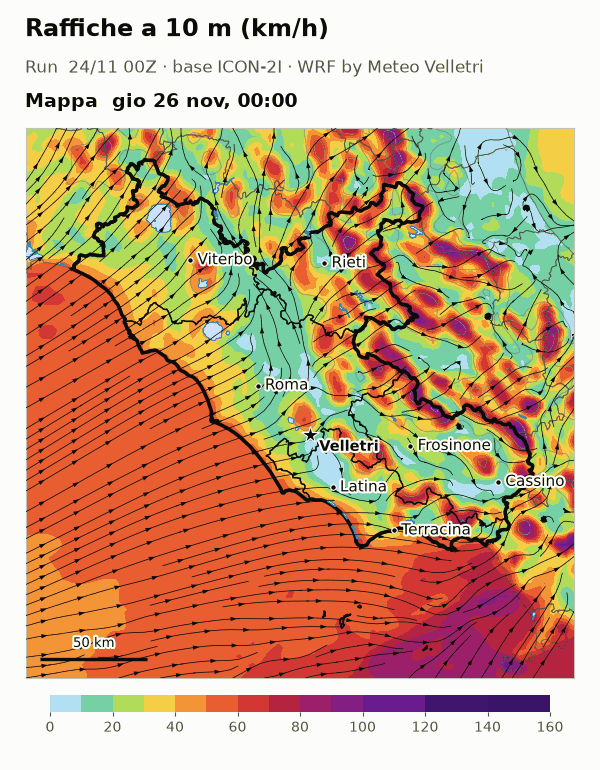 Raffiche a 10 m (km/h)
Run  24/11 00Z · base ICON-2I · WRF by Meteo Velletri
Mappa  gio 26 nov, 00:00
Viterbo
Rieti
Roma
Velletri
Frosinone
Latina
Cassino
Terracina
50 km
0 20 40 60 80 100 120 140 160